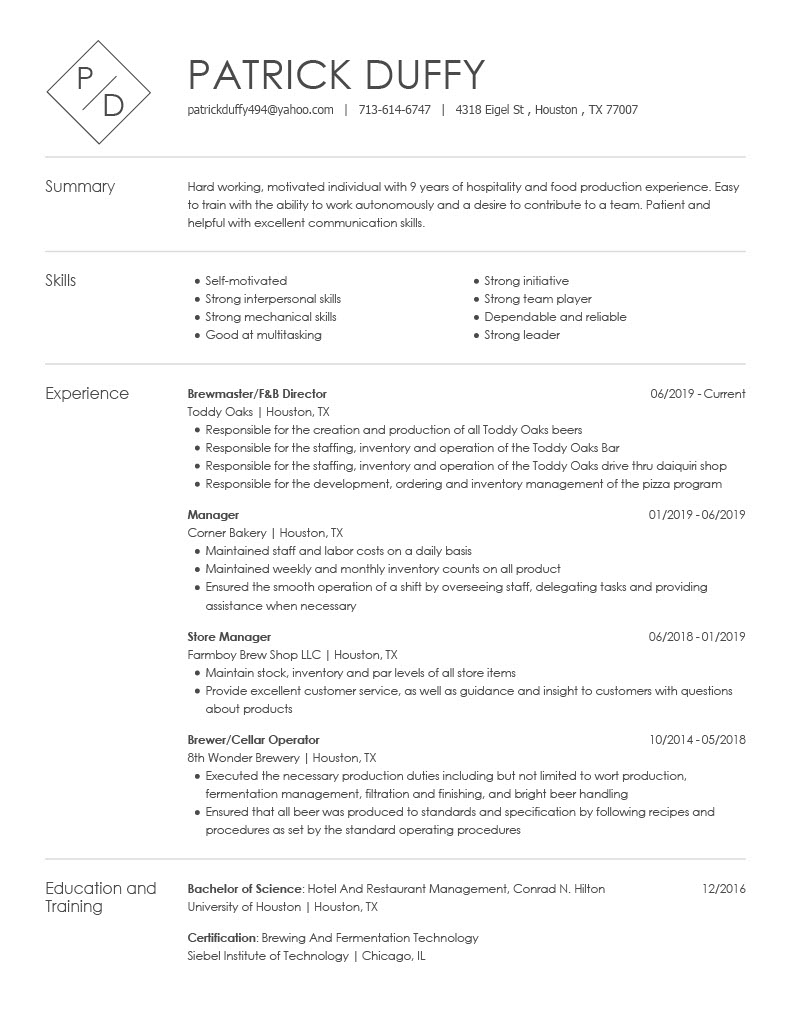 P
D
PATRICK DUFFY
patrickduffy494@yahoo.com | 713-614-6747 | 4318 Eigel St , Houston , TX 77007
Summary
Hard working, motivated individual with 9 years of hospitality and food production experience. Easy
to train with the ability to work autonomously and a desire to contribute to a team. Patient and
helpful with excellent communication skills.
Skills
• Self-motivated
• Strong interpersonal skills
• Strong mechanical skills
• Good at multitasking
• Strong initiative
• Strong team player
• Dependable and reliable
• Strong leader
Experience
Brewmaster/F&B Director 06/2019 - Current
Toddy Oaks | Houston, TX
• Responsible for the creation and production of all Toddy Oaks beers
• Responsible for the staffing, inventory and operation of the Toddy Oaks Bar
• Responsible for the staffing, inventory and operation of the Toddy Oaks drive thru daiquiri shop
• Responsible for the development, ordering and inventory management of the pizza program
Manager 01/2019 - 06/2019
Corner Bakery | Houston, TX
• Maintained staff and labor costs on a daily basis
• Maintained weekly and monthly inventory counts on all product
• Ensured the smooth operation of a shift by overseeing staff, delegating tasks and providing
assistance when necessary
Store Manager 06/2018 - 01/2019
Farmboy Brew Shop LLC | Houston, TX
• Maintain stock, inventory and par levels of all store items
• Provide excellent customer service, as well as guidance and insight to customers with questions
about products
Brewer/Cellar Operator 10/2014 - 05/2018
8th Wonder Brewery | Houston, TX
• Executed the necessary production duties including but not limited to wort production,
fermentation management, filtration and finishing, and bright beer handling
• Ensured that all beer was produced to standards and specification by following recipes and
procedures as set by the standard operating procedures
Education and
Training
Bachelor of Science: Hotel And Restaurant Management, Conrad N. Hilton 12/2016
University of Houston | Houston, TX
Certification: Brewing And Fermentation Technology
Siebel Institute of Technology | Chicago, IL